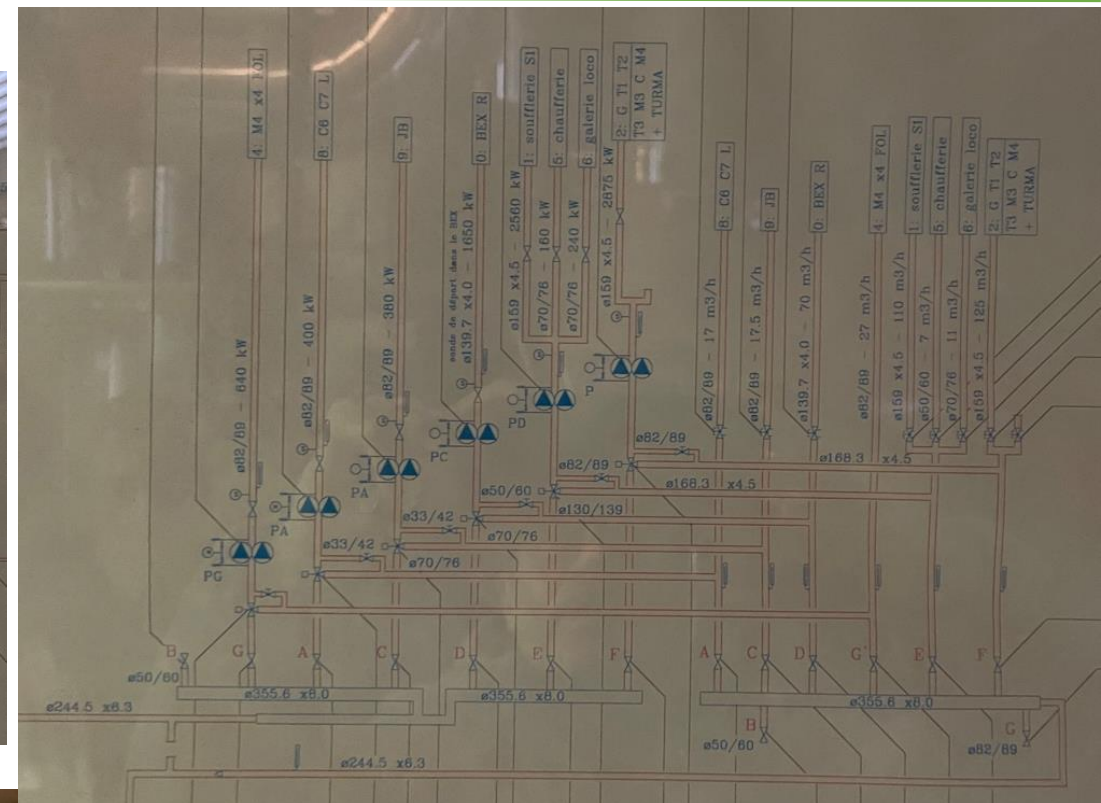 4: M4 x4 FOL
8: C6 C7 L
9: JB
0: BEX R
1: soufflerie S1
5: chaufferie
6: galerie loco
2: G T1 T2
T3 M3 C M4
+ TURMA
8: C6 C7 L
9: JB
0: BEX R
4: M4 x4 FOL
1: soufflerie S1
5: chaufferie
6: galerie loco
2: G T1 T2
T3 M3 C M4
+ TURMA
ø82/89 - 640 kW
ø82/89 - 400 kW
ø82/89 - 380 kW
sonde de départ dans le BEX
ø139.7 x4.0 - 1650 kW
ø159 x4.5 - 2560 kW
ø70/76 - 160 kW
ø70/76 - 240 kW
ø159 x4.5 - 2875 kW
ø82/89 - 17 m3/h
ø82/89 - 17.5 m3/h
ø139.7 x4.0 - 70 m3/h
ø82/89 - 27 m3/h
ø159 x4.5 - 110 m3/h
ø50/60 - 7 m3/h
ø70/76 - 11 m3/h
ø159 x4.5 - 125 m3/h
P
PD
PC
PA
PA
PG
ø82/89
ø168.3 x4.5
ø82/89
ø168.3 x4.5
ø50/60
ø130/139
ø33/42
ø70/76
ø33/42
ø70/76
B
G
A
C
D
E
F
A
C
D
G'
E
F
ø50/60
ø355.6 x8.0
ø355.6 x8.0
ø355.6 x8.0
ø244.5 x6.3
B
G
ø50/60
ø82/89
ø244.5 x6.3